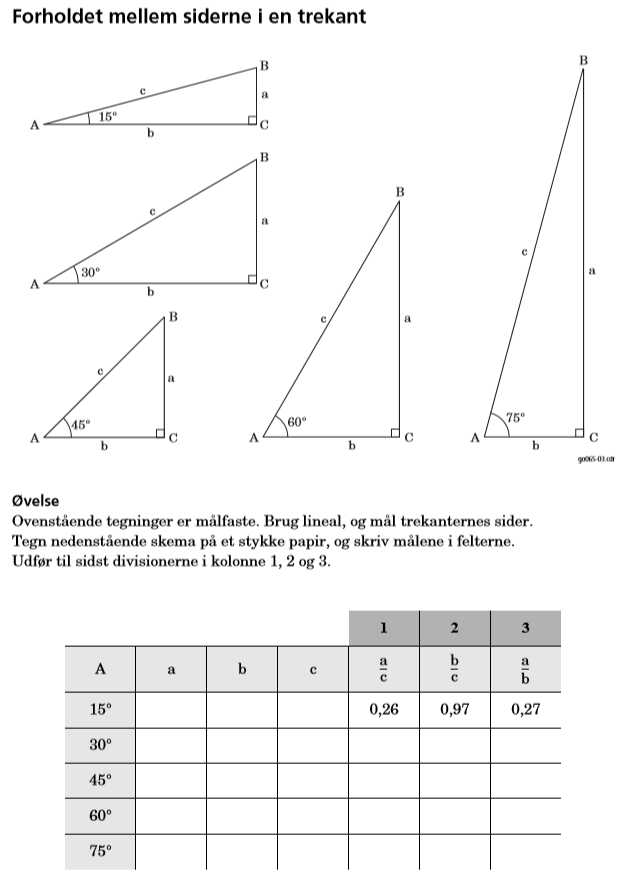 Forholdet mellem siderne i en trekant
B
c
a
15°
A
C
b
B
c
a
30°
A
C
b
B
c
a
45°
A
C
b
B
c
a
60°
A
C
b
B
c
a
75°
A
C
b
go065-03.cdr
Øvelse
Ovenstående tegninger er målfaste. Brug lineal, og mål trekanternes sider.
Tegn nedenstående skema på et stykke papir, og skriv målene i felterne.
Udfør til sidst divisionerne i kolonne 1, 2 og 3.
1 2 3
A a b c a/c b/c a/b
15° 0,26 0,97 0,27
30°
45°
60°
75°